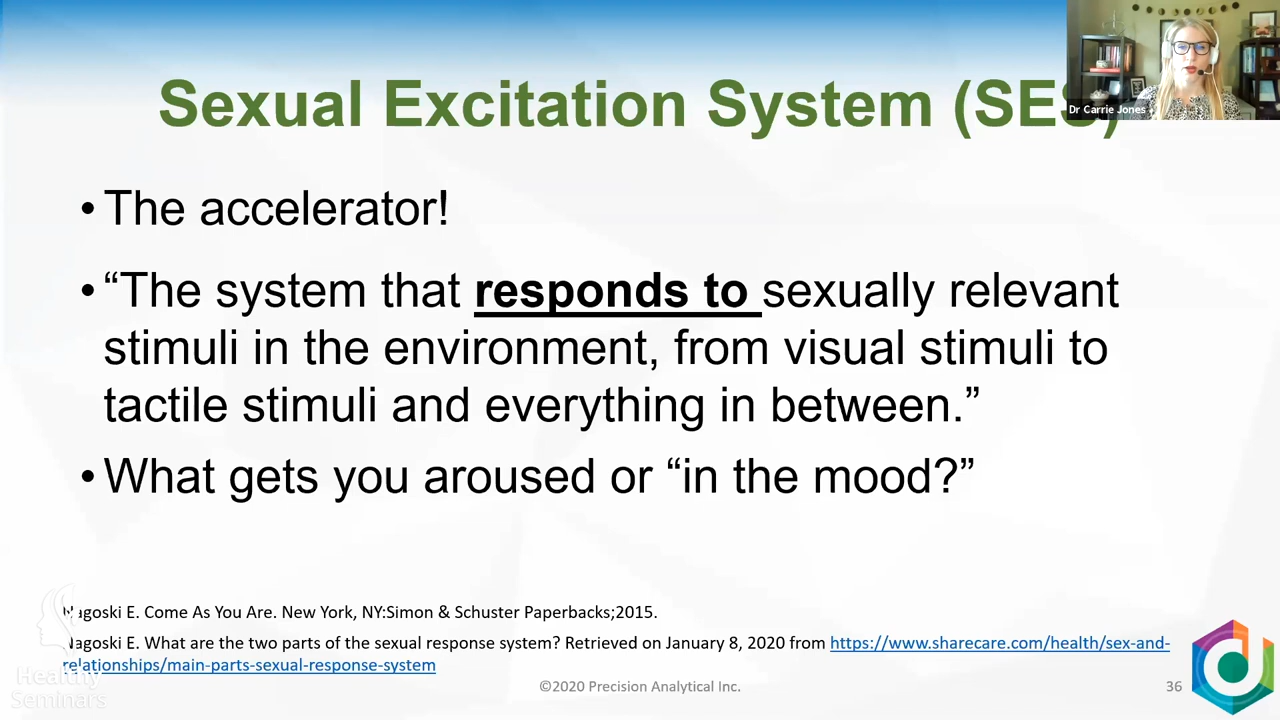 Sexual Excitation System (SES)
Dr Carrie Jones
• The accelerator!
• “The system that responds to sexually relevant
stimuli in the environment, from visual stimuli to
tactile stimuli and everything in between.”
• What gets you aroused or “in the mood?”
Nagoski E. Come As You Are. New York, NY:Simon & Schuster Paperbacks;2015.
Nagoski E. What are the two parts of the sexual response system? Retrieved on January 8, 2020 from https://www.sharecare.com/health/sex-and-
relationships/main-parts-sexual-response-system
Healthy
Seminars
©2020 Precision Analytical Inc.
36